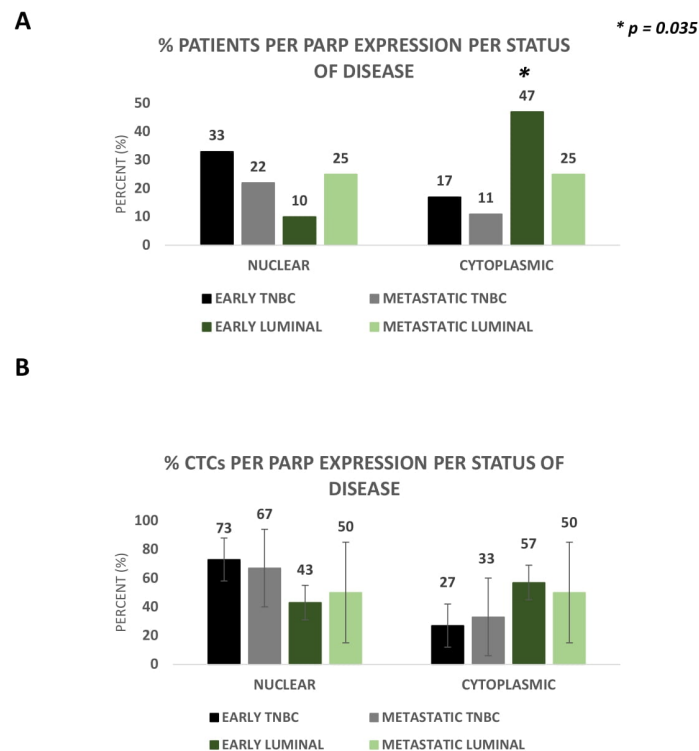 A
* p = 0.035
% PATIENTS PER PARP EXPRESSION PER STATUS
OF DISEASE
*
PERCENT (%)
50
40
30
20
10
0
33
22
10
25
17
11
47
25
NUCLEAR
CYTOPLASMIC
EARLY TNBC
METASTATIC TNBC
EARLY LUMINAL
METASTATIC LUMINAL
B
% CTCs PER PARP EXPRESSION PER STATUS OF
DISEASE
PERCENT (%)
100
80
60
40
20
0
73
67
43
50
27
33
57
50
NUCLEAR
CYTOPLASMIC
EARLY TNBC
METASTATIC TNBC
EARLY LUMINAL
METASTATIC LUMINAL